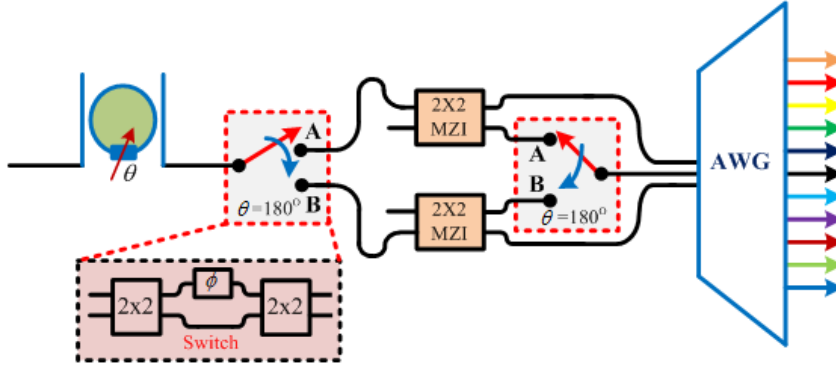 θ
A
B
θ=180°
2X2
MZI
2X2
MZI
A
B
θ=180°
AWG
ϕ
2x2
2x2
Switch